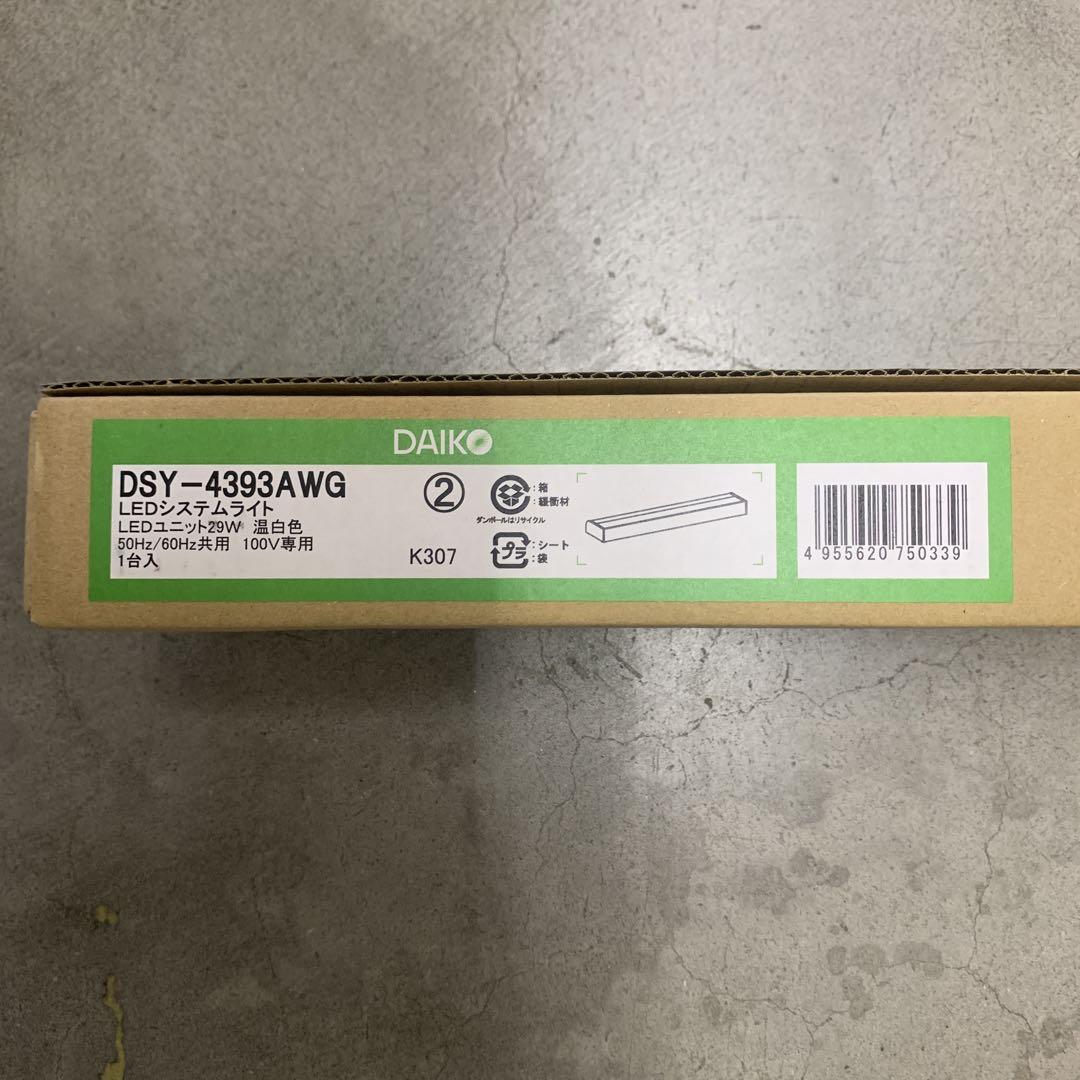 DAIKO
DSY-4393AWG
LEDシステムライト
LEDユニット29W 温白色
50Hz/60Hz共用 100V専用
1台入
②
K307
:箱
:緩衝材
ダンボールはリサイクル
プラ
:シート
:袋
4 955620 750339